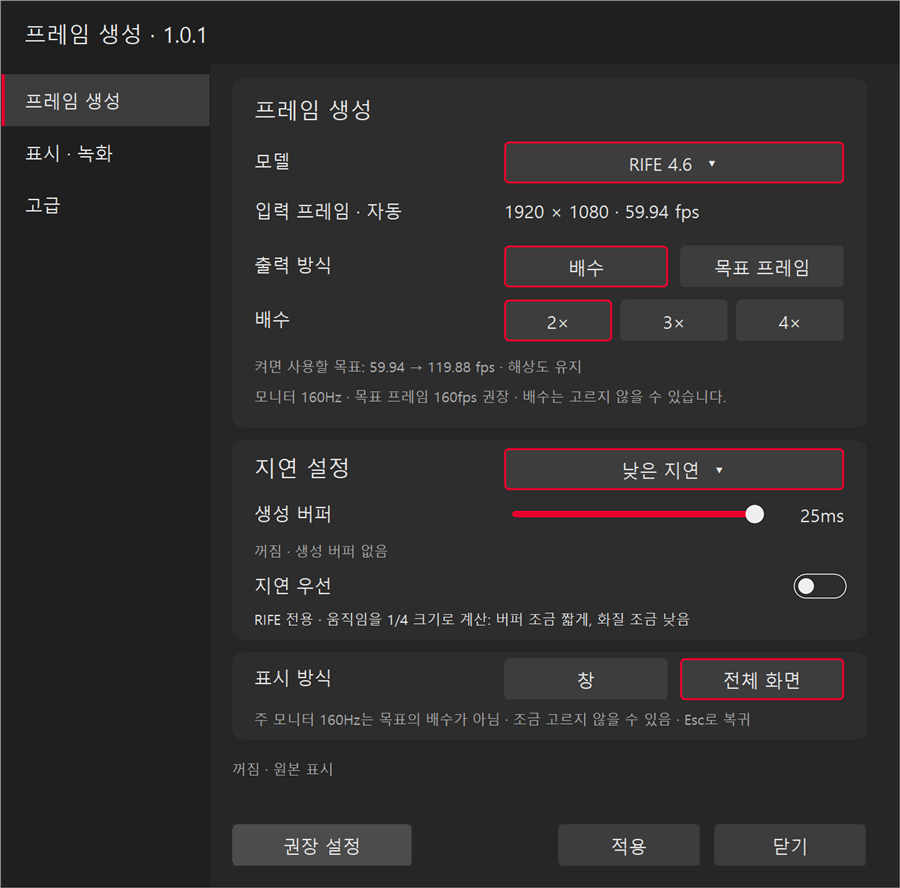 프레임 생성 · 1.0.1
프레임 생성
표시 · 녹화
고급
프레임 생성
모델
RIFE 4.6 ▾
입력 프레임 · 자동
1920 × 1080 · 59.94 fps
출력 방식
배수
목표 프레임
배수
2×
3×
4×
켜면 사용할 목표: 59.94 → 119.88 fps · 해상도 유지
모니터 160Hz · 목표 프레임 160fps 권장 · 배수는 고르지 않을 수 있습니다.
지연 설정
낮은 지연 ▾
생성 버퍼
25ms
꺼짐 · 생성 버퍼 없음
지연 우선
RIFE 전용 · 움직임을 1/4 크기로 계산: 버퍼 조금 짧게, 화질 조금 낮음
표시 방식
창
전체 화면
주 모니터 160Hz는 목표의 배수가 아님 · 조금 고르지 않을 수 있음 · Esc로 복귀
꺼짐 · 원본 표시
권장 설정
적용
닫기